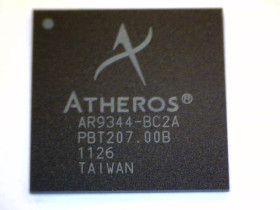 ATHEROS®
AR9344-BC2A
PBT207.00B
1126
TAIWAN